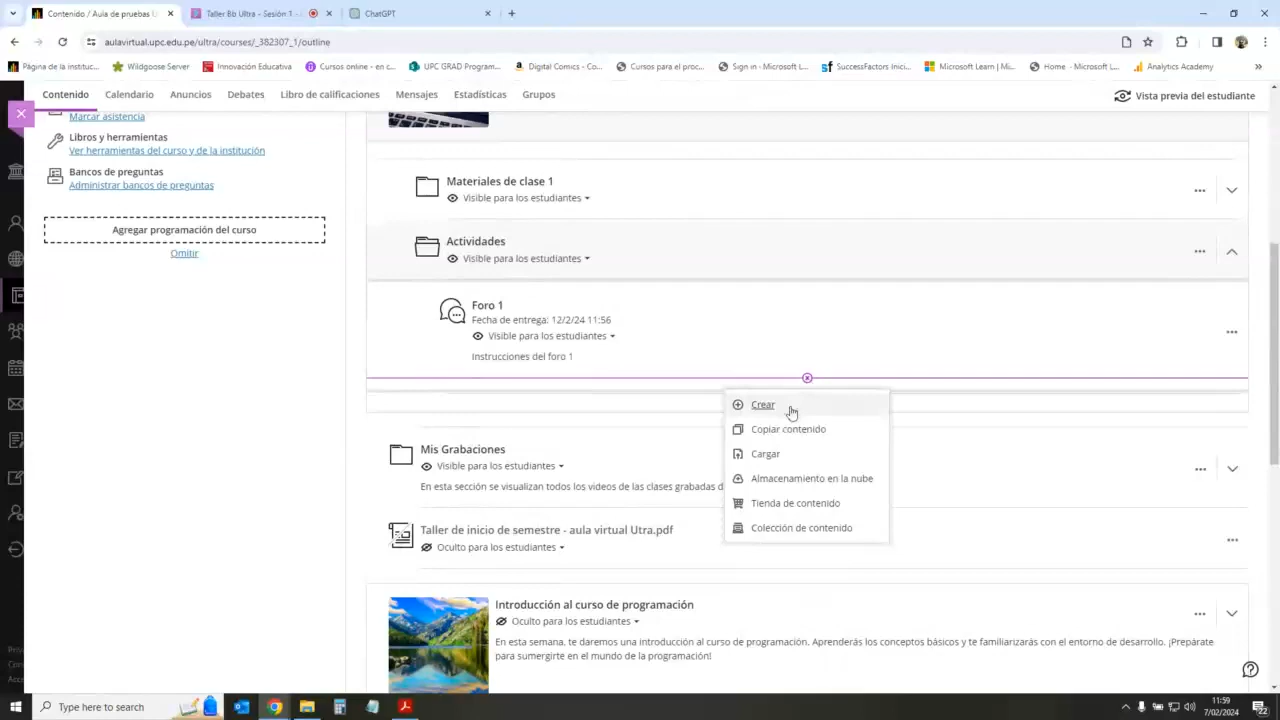 Contenido / Aula de pruebas U
Taller Bb Ultra - Sesión 1 -
ChatGPT
aulavirtual.upc.edu.pe/ultra/courses/_382307_1/outline
Página de la instituc...
Wildgoose Server
Innovación Educativa
Cursos online - en c...
UPC GRAD Program...
Digital Comics - Co...
Cursos para el proc...
Sign in - Microsoft L...
SuccessFactors Inici...
Microsoft Learn | Mic...
Home - Microsoft L...
Analytics Academy
Contenido
Calendario
Anuncios
Debates
Libro de calificaciones
Mensajes
Estadísticas
Grupos
Vista previa del estudiante
Marcar asistencia
Libros y herramientas
Ver herramientas del curso y de la institución
Bancos de preguntas
Administrar bancos de preguntas
Agregar programación del curso
Omitir
Materiales de clase 1
Visible para los estudiantes
Actividades
Visible para los estudiantes
Foro 1
Fecha de entrega: 12/2/24 11:56
Visible para los estudiantes
Instrucciones del foro 1
Crear
Copiar contenido
Cargar
Almacenamiento en la nube
Tienda de contenido
Colección de contenido
Mis Grabaciones
Visible para los estudiantes
En esta sección se visualizan todos los videos de las clases grabadas d
Taller de inicio de semestre - aula virtual Utra.pdf
Oculto para los estudiantes
Introducción al curso de programación
Oculto para los estudiantes
En esta semana, te daremos una introducción al curso de programación. Aprenderás los conceptos básicos y te familiarizarás con el entorno de desarrollo. ¡Prepárate
para sumergirte en el mundo de la programación!
Priv
Térm
Acce
Type here to search
11:59
7/02/2024
22